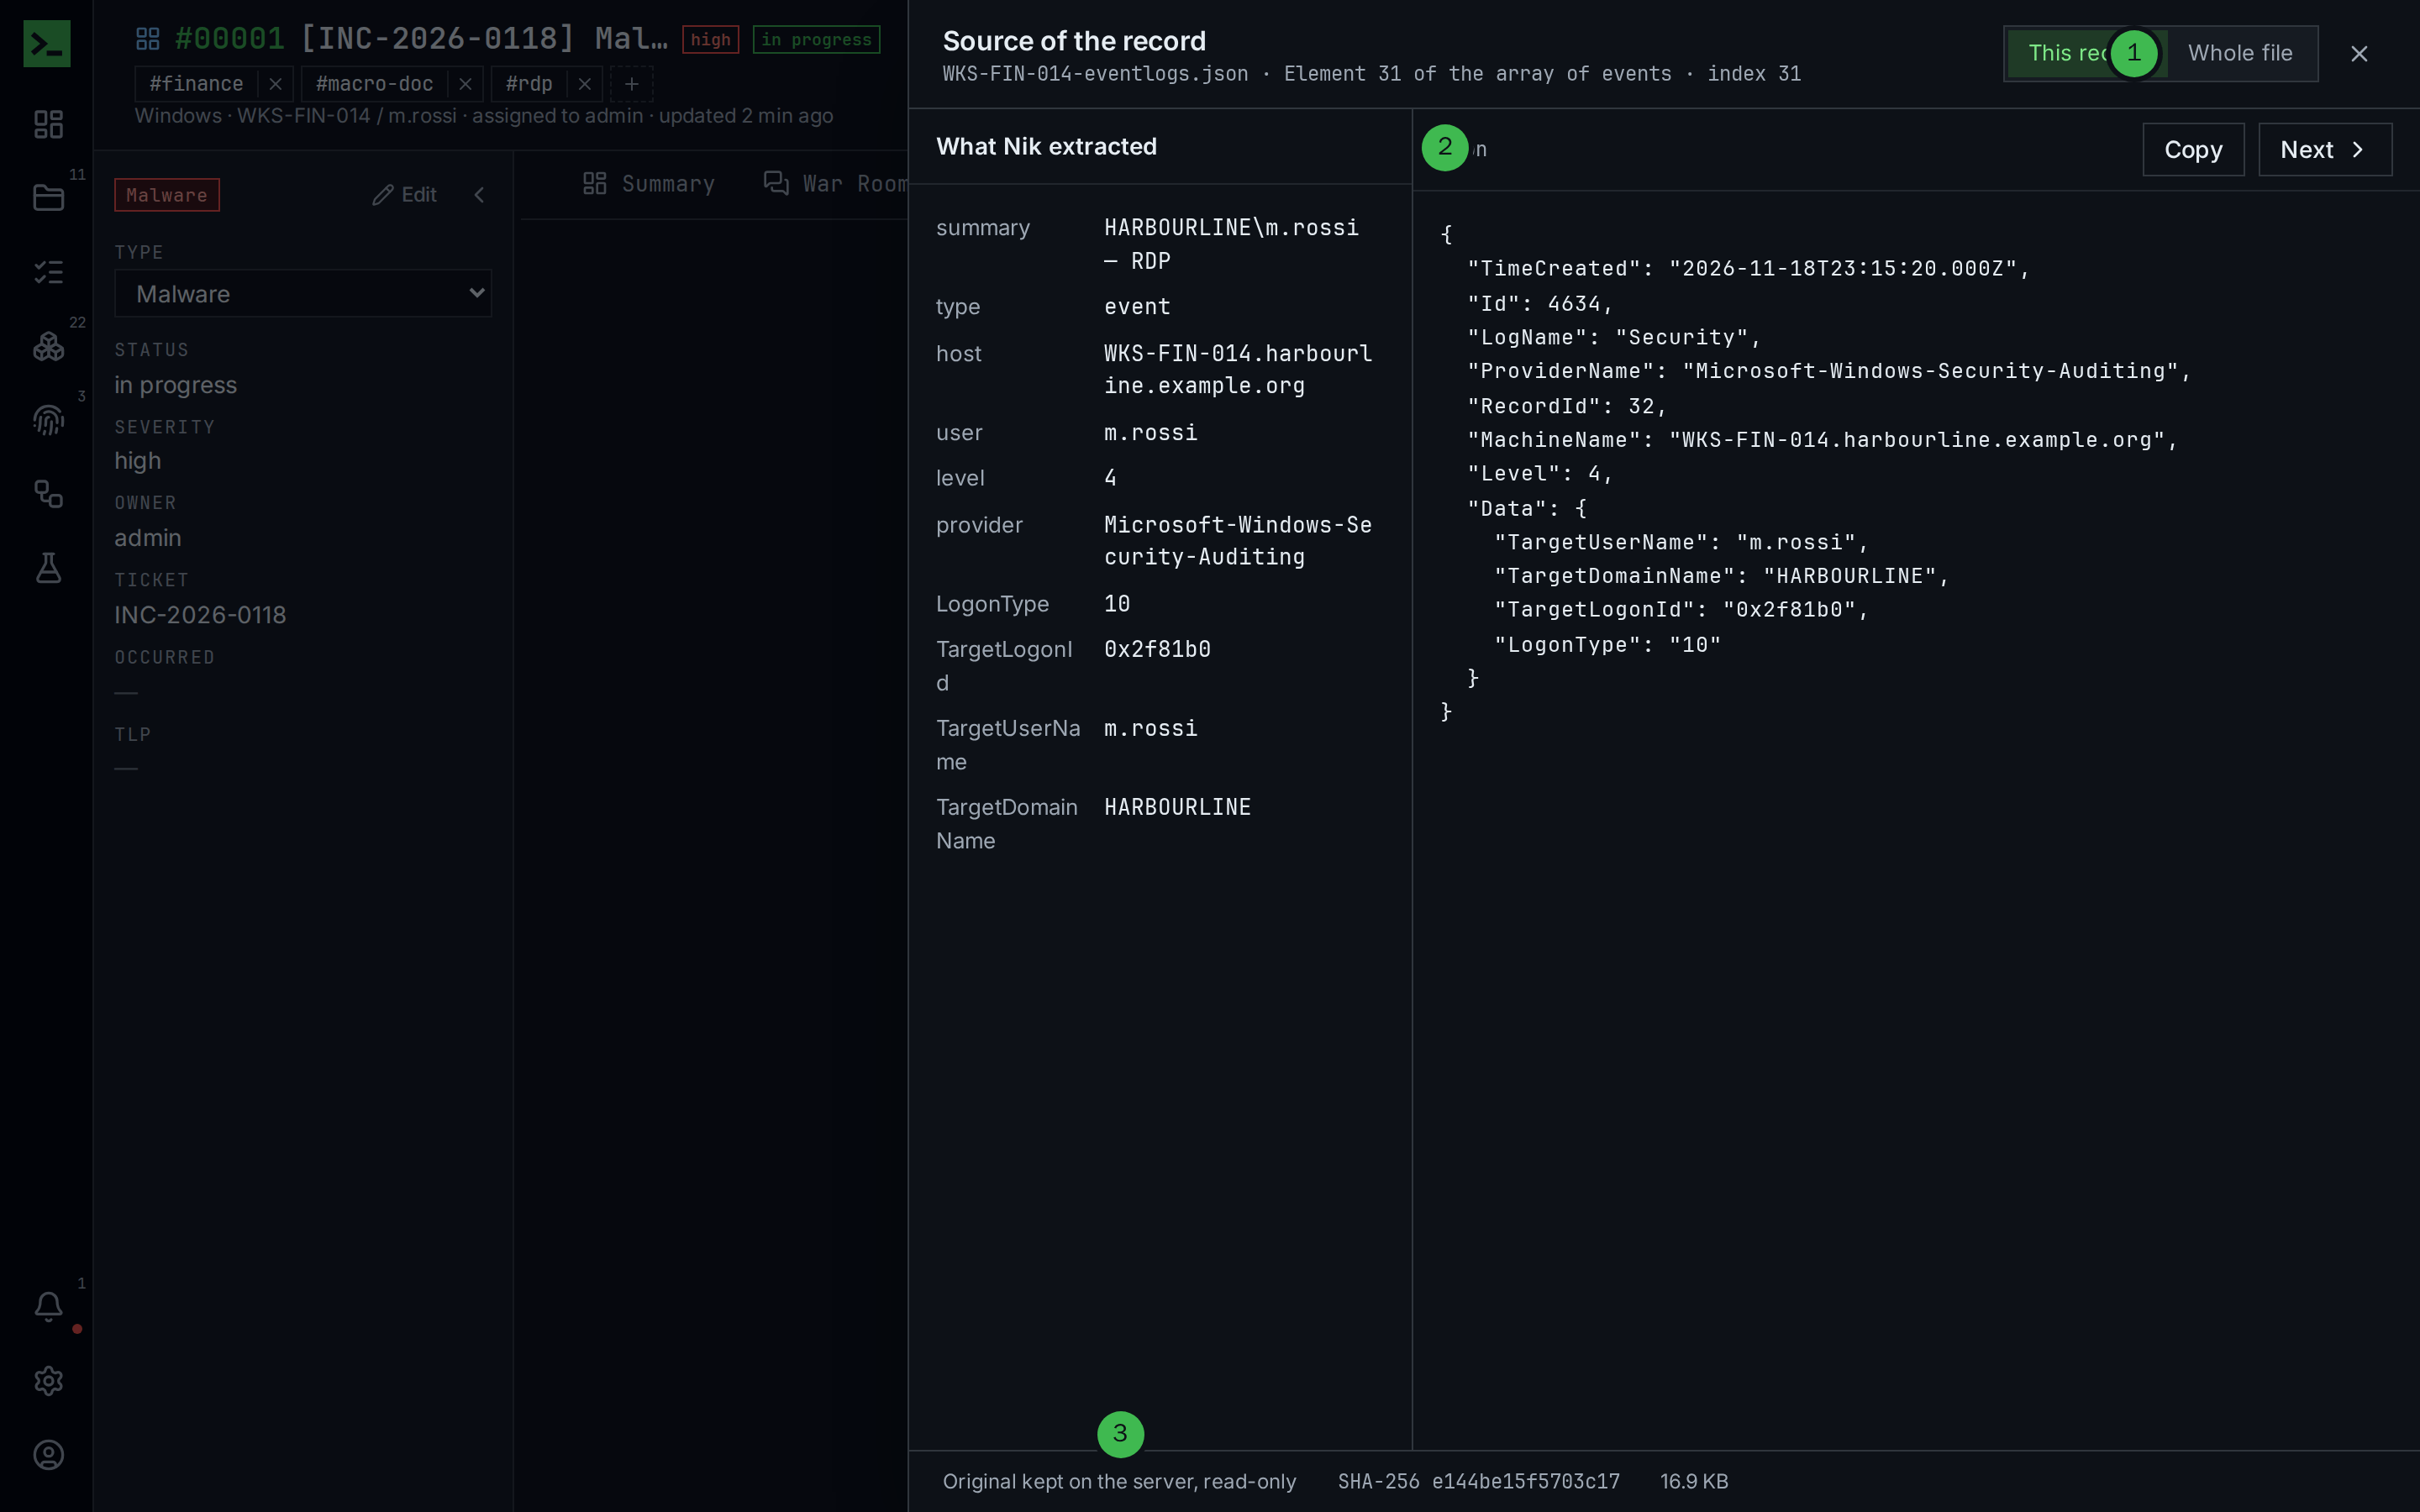 #00001 [INC-2026-0118] Mal… high in progress
#finance #macro-doc #rdp
Windows · WKS-FIN-014 / m.rossi · assigned to admin · updated 2 min ago
11
22
3
1
Malware Edit
TYPE
Malware
STATUS
in progress
SEVERITY
high
OWNER
admin
TICKET
INC-2026-0118
OCCURRED
—
TLP
—
Summary War Room
Source of the record
WKS-FIN-014-eventlogs.json · Element 31 of the array of events · index 31
This rec 1 Whole file
What Nik extracted
summary HARBOURLINE\m.rossi
— RDP
type event
host WKS-FIN-014.harbourl
ine.example.org
user m.rossi
level 4
provider Microsoft-Windows-Se
curity-Auditing
LogonType 10
TargetLogonI 0x2f81b0
d
TargetUserNa m.rossi
me
TargetDomain HARBOURLINE
Name
2 Copy Next
{
"TimeCreated": "2026-11-18T23:15:20.000Z",
"Id": 4634,
"LogName": "Security",
"ProviderName": "Microsoft-Windows-Security-Auditing",
"RecordId": 32,
"MachineName": "WKS-FIN-014.harbourline.example.org",
"Level": 4,
"Data": {
"TargetUserName": "m.rossi",
"TargetDomainName": "HARBOURLINE",
"TargetLogonId": "0x2f81b0",
"LogonType": "10"
}
}
3
Original kept on the server, read-only SHA-256 e144be15f5703c17 16.9 KB